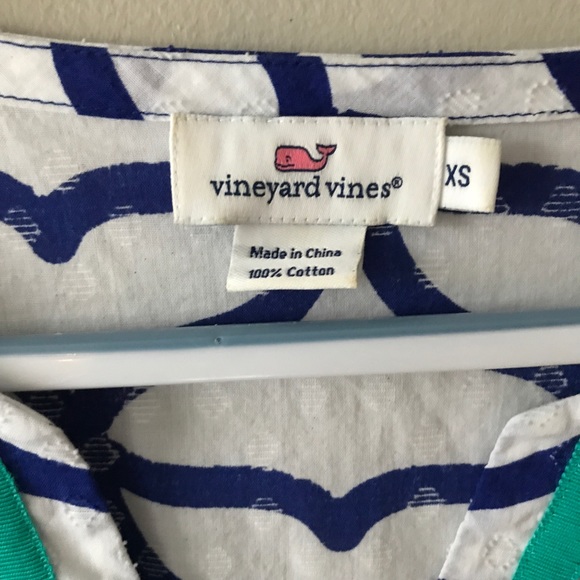 vineyard vines®
XS
Made in China
100% Cotton